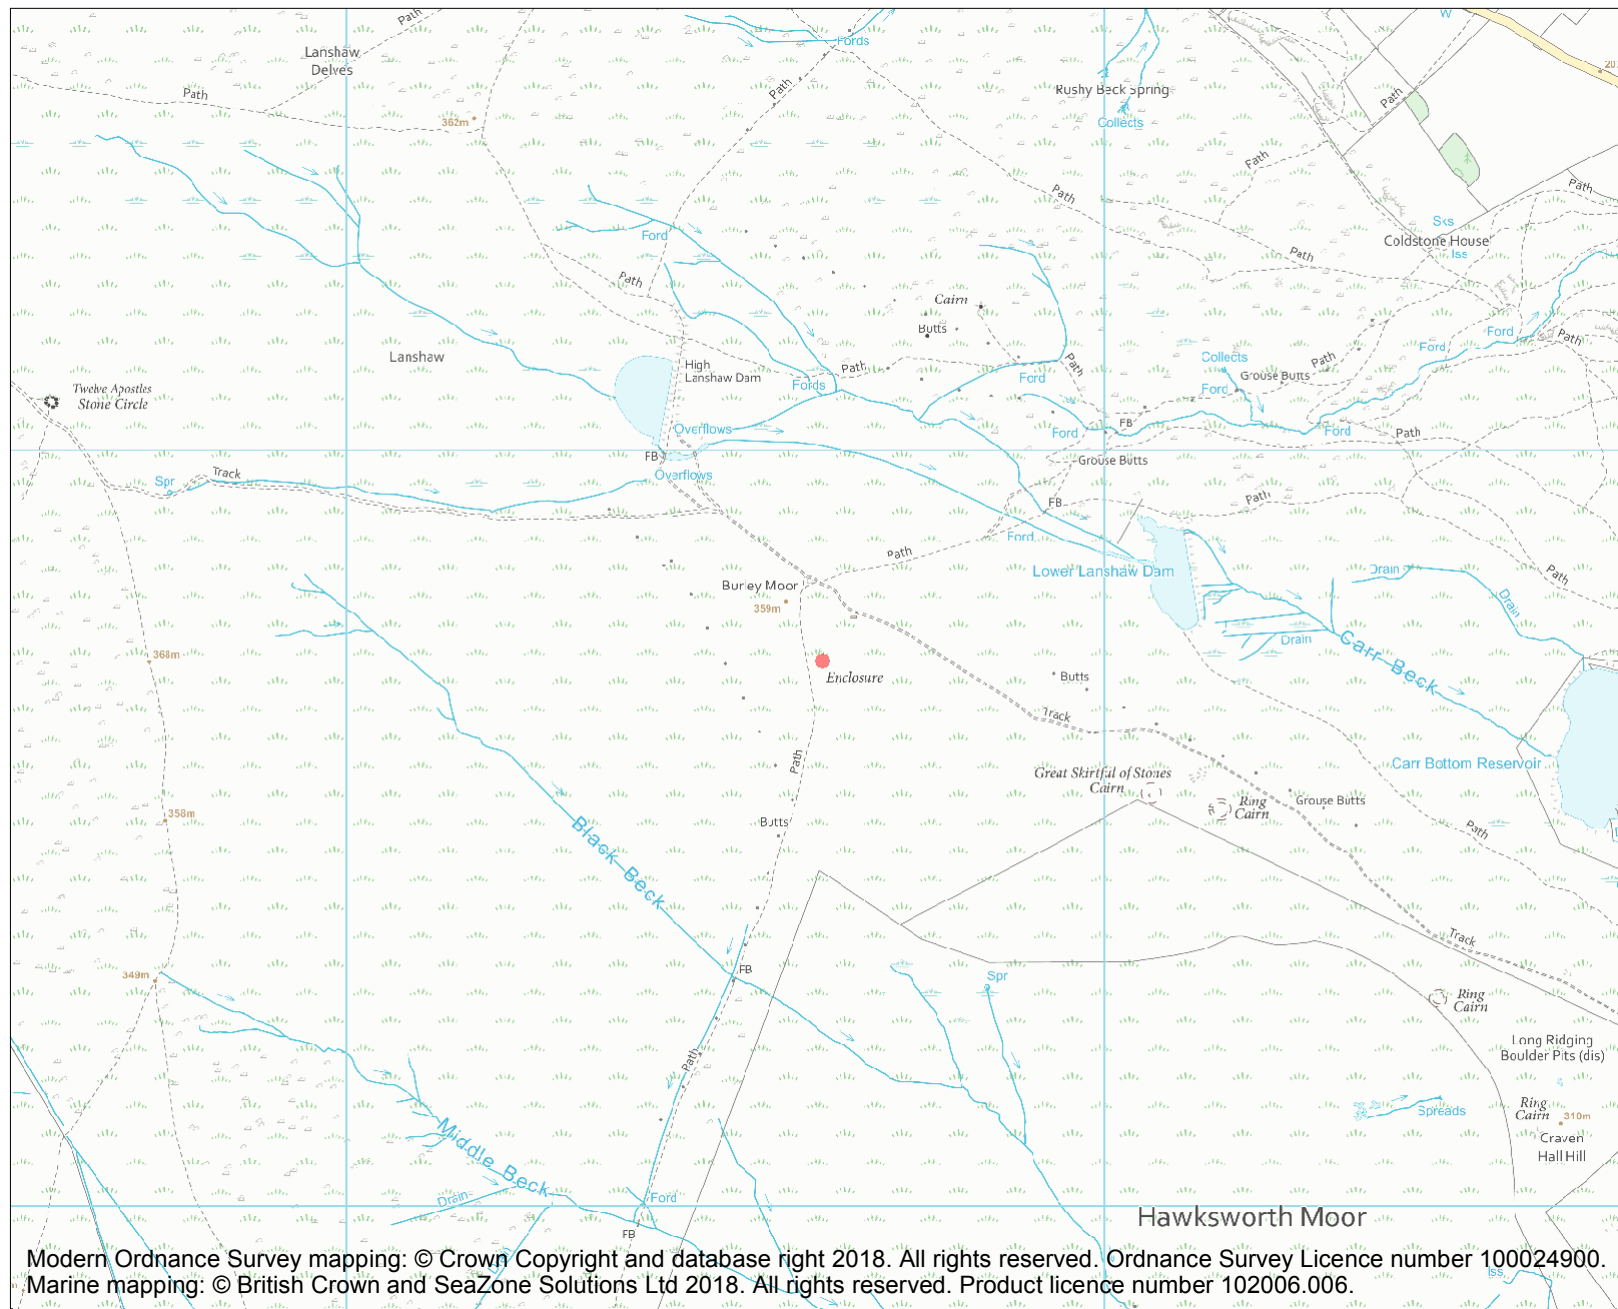 Path
W
Lanshaw
Delves
Fords
20
Path
Path
Rushy Beck Spring
Path
362m
Collects
Path
Path
Path
Sks
Ford
Coldstone House
Iss
Path
Path
Cairn
Butts
Ford
Path
Ford
Lanshaw
High
Lanshaw Dam
Path
Path
Collects
Path
Grouse Butts
Ford
Fords
Ford
Twelve Apostles
Stone Circle
Overflows
Ford
FB
Ford
Path
FB
Grouse Butts
Spr
Track
Overflows
FB
Path
Ford
Path
Lower Lanshaw Dam
Drain
Path
Burley Moor
359m
Drain
Drain
Carr Beck
368m
Enclosure
Butts
Track
Path
Carr Bottom Reservoir
Great Skirtful of Stones
Cairn
Ring
Cairn
Grouse Butts
358m
Butts
Path
Black Beck
Track
349m
FB
Spr
Ring
Cairn
Long Ridging
Boulder Pits (dis)
Path
Spreads
Ring
Cairn
310m
Middle Beck
Craven
Hall Hill
Drain
Ford
Hawksworth Moor
FB
Modern Ordnance Survey mapping: © Crown Copyright and database right 2018. All rights reserved. Ordnance Survey Licence number 100024900.
Marine mapping: © British Crown and SeaZone Solutions Ltd 2018. All rights reserved. Product licence number 102006.006.
Iss